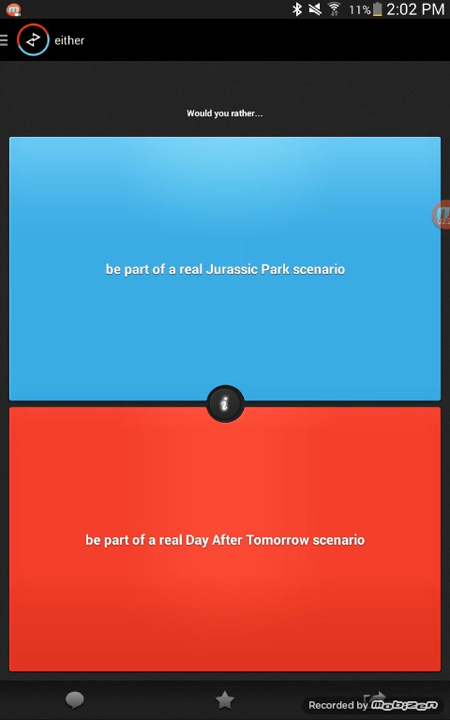 11% 2:02 PM
either
Would you rather...
be part of a real Jurassic Park scenario
i
be part of a real Day After Tomorrow scenario
Recorded by mobizen